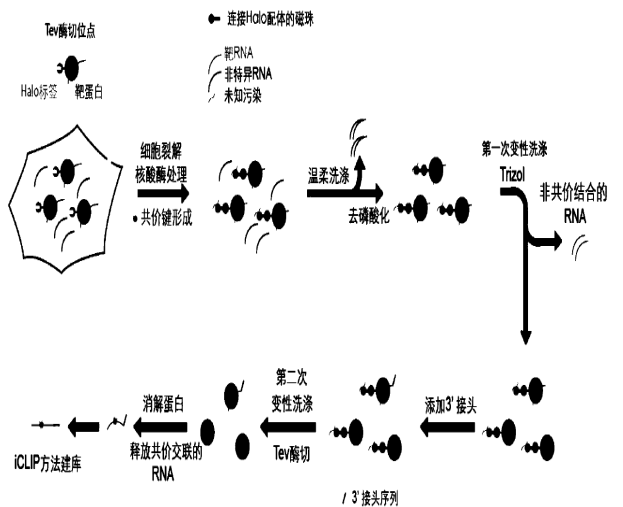 连接Halo配体的磁珠
Tev酶切位点
靶RNA
非特异RNA
未知污染
Halo标签
靶蛋白
细胞裂解
核酸酶处理
• 共价键形成
温柔洗涤
去磷酸化
第一次变性洗涤
Trizol
非共价结合的
RNA
添加3' 接头
第二次
变性洗涤
Tev酶切
消解蛋白
释放共价交联的
RNA
iCLIP方法建库
/ 3' 接头序列